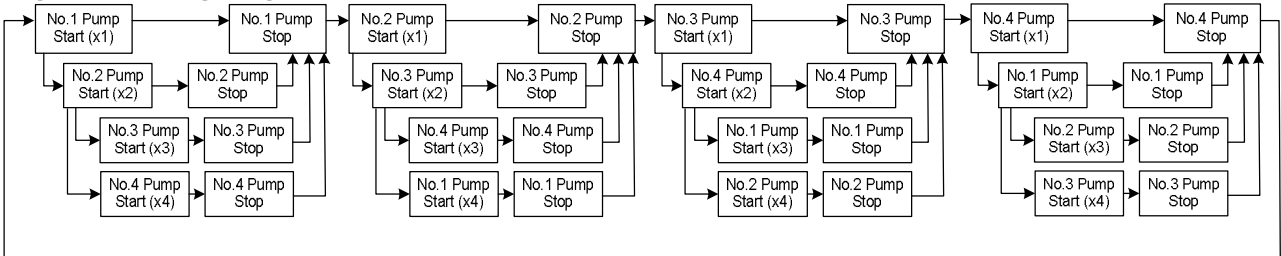 No.1 Pump
Start (x1)
No.1 Pump
Stop
No.2 Pump
Start (x2)
No.2 Pump
Stop
No.3 Pump
Start (x3)
No.3 Pump
Stop
No.4 Pump
Start (x4)
No.4 Pump
Stop
No.2 Pump
Start (x1)
No.2 Pump
Stop
No.3 Pump
Start (x2)
No.3 Pump
Stop
No.4 Pump
Start (x3)
No.4 Pump
Stop
No.1 Pump
Start (x4)
No.1 Pump
Stop
No.3 Pump
Start (x1)
No.3 Pump
Stop
No.4 Pump
Start (x2)
No.4 Pump
Stop
No.1 Pump
Start (x3)
No.1 Pump
Stop
No.2 Pump
Start (x4)
No.2 Pump
Stop
No.4 Pump
Start (x1)
No.4 Pump
Stop
No.1 Pump
Start (x2)
No.1 Pump
Stop
No.2 Pump
Start (x3)
No.2 Pump
Stop
No.3 Pump
Start (x4)
No.3 Pump
Stop